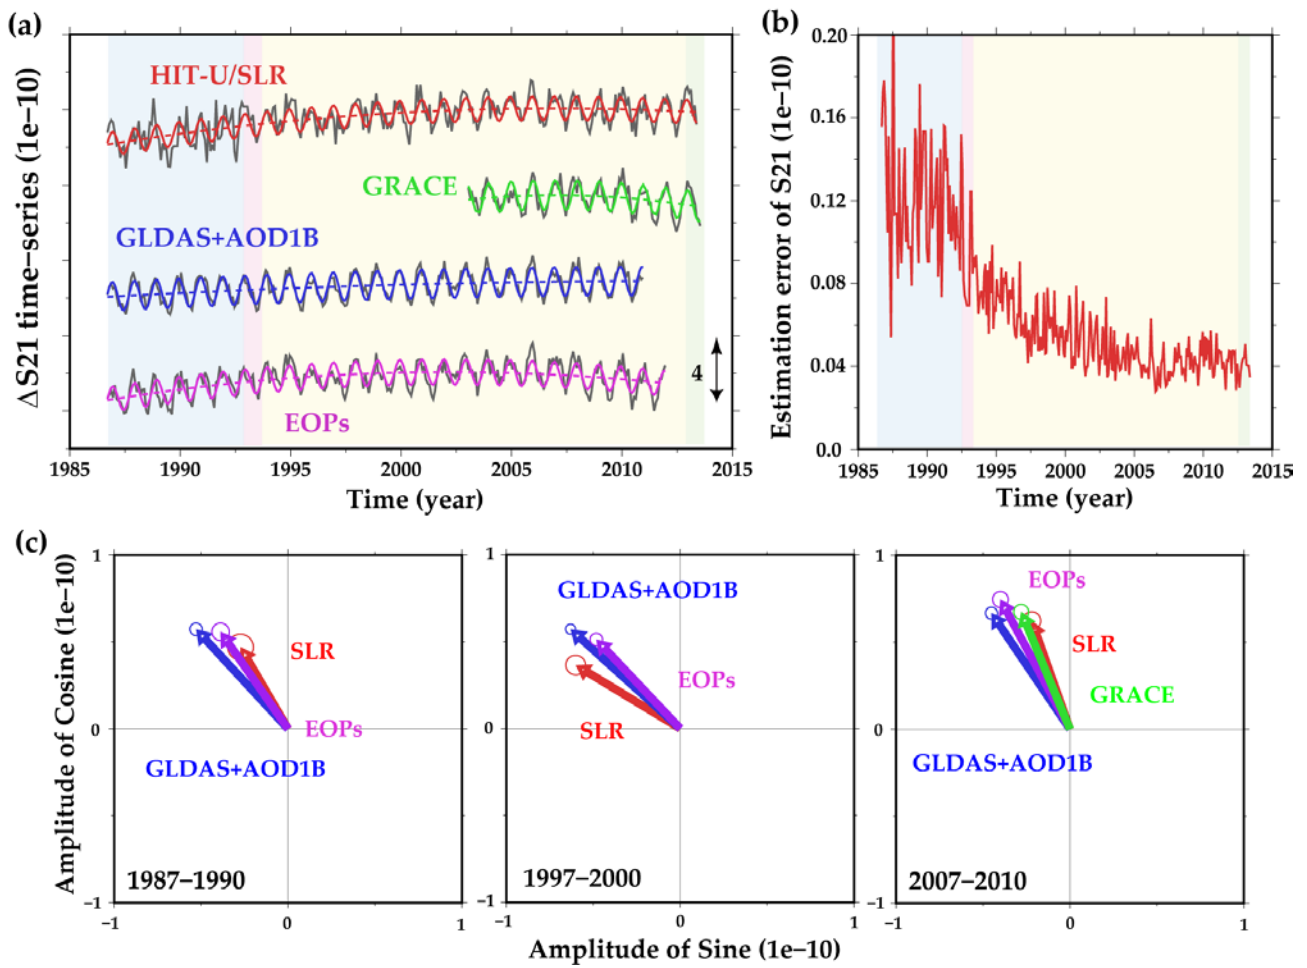 (a)
HIT-U/SLR
GRACE
GLDAS+AOD1B
EOPs
4
ΔS21 time-series (1e-10)
1985 1990 1995 2000 2005 2010 2015
Time (year)
(b)
0.20
0.16
0.12
0.08
0.04
0.0
Estimation error of S21 (1e-10)
1985 1990 1995 2000 2005 2010 2015
Time (year)
(c)
Amplitude of Cosine (1e-10)
1
0
-1
SLR
EOPs
GLDAS+AOD1B
1987-1990
-1 0 1
1
0
-1
GLDAS+AOD1B
EOPs
SLR
1997-2000
-1 0 1
1
0
-1
EOPs
SLR
GRACE
GLDAS+AOD1B
2007-2010
-1 0 1
Amplitude of Sine (1e-10)